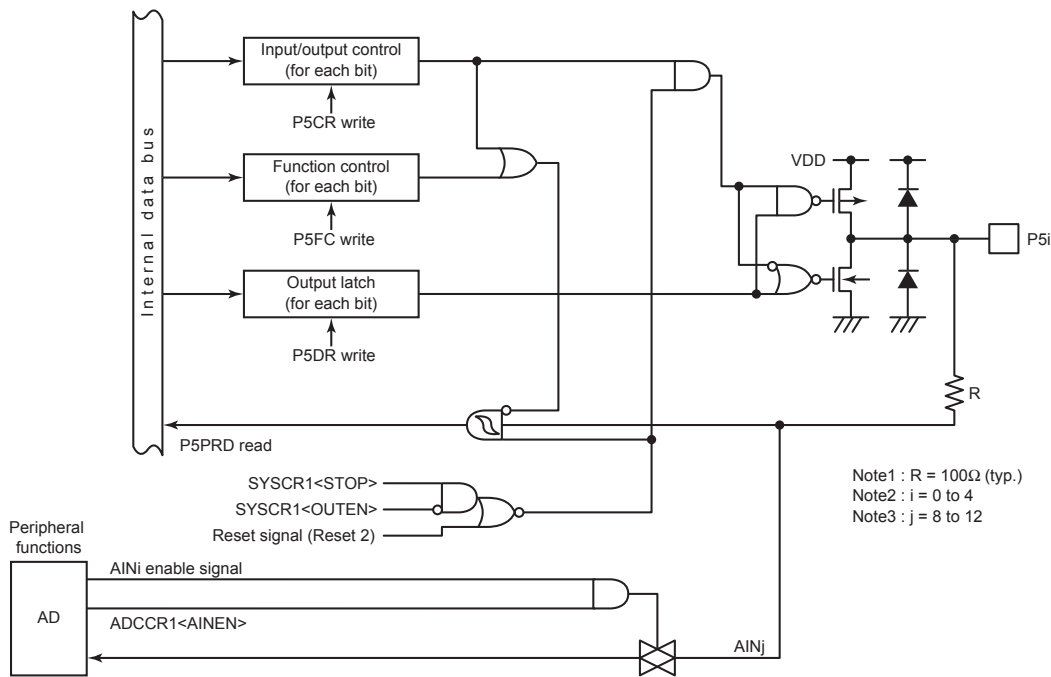 Internal data bus
Input/output control
(for each bit)
P5CR write
Function control
(for each bit)
P5FC write
Output latch
(for each bit)
P5DR write
VDD
P5i
R
P5PRD read
SYSCR1<STOP>
SYSCR1<OUTEN>
Reset signal (Reset 2)
Note1 : R = 100Ω (typ.)
Note2 : i = 0 to 4
Note3 : j = 8 to 12
Peripheral
functions
AD
AINi enable signal
ADCCR1<AINEN>
AINj